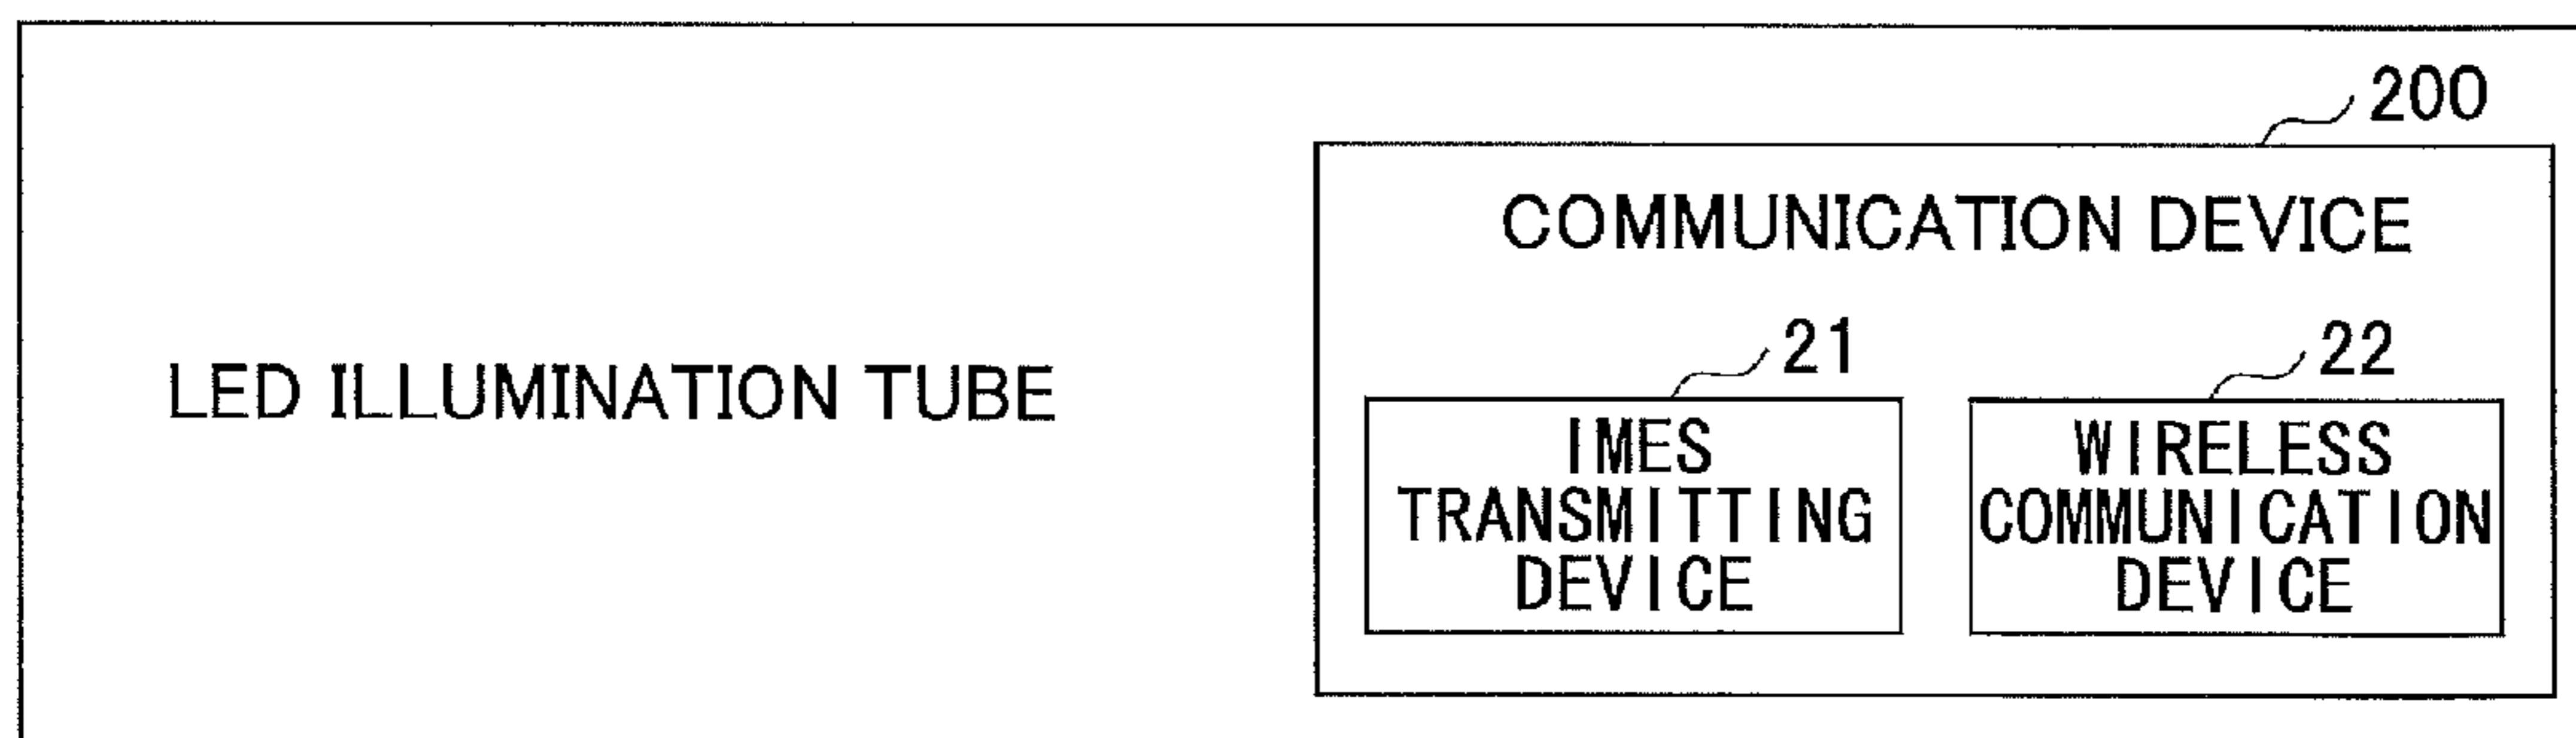 200
COMMUNICATION DEVICE
LED ILLUMINATION TUBE
21
IMES
TRANSMITTING
DEVICE
22
WIRELESS
COMMUNICATION
DEVICE